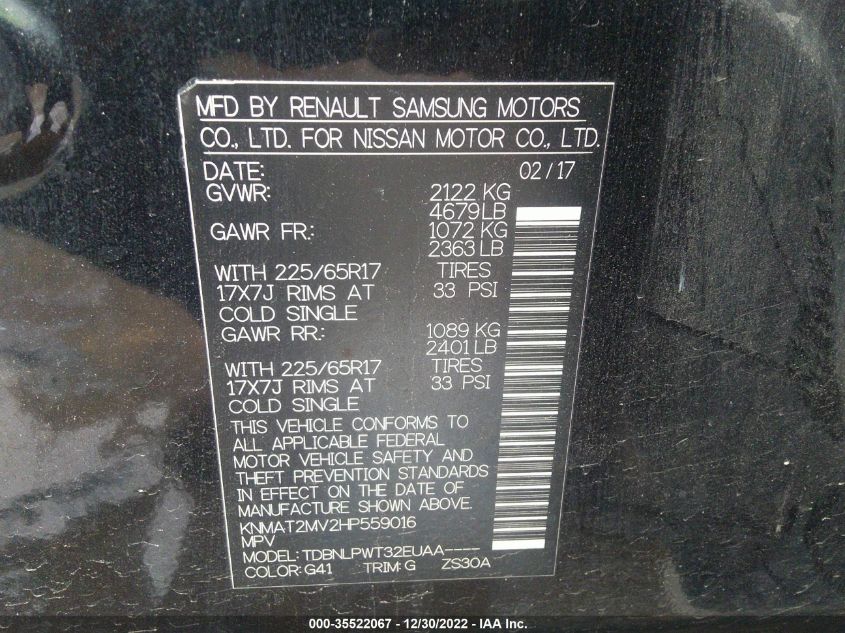 MFD BY RENAULT SAMSUNG MOTORS
CO., LTD. FOR NISSAN MOTOR CO., LTD.
DATE: 02/17
GVWR: 2122 KG
4679 LB
GAWR FR.: 1072 KG
2363 LB
WITH 225/65R17 TIRES
17X7J RIMS AT 33 PSI
COLD SINGLE
GAWR RR.: 1089 KG
2401 LB
WITH 225/65R17 TIRES
17X7J RIMS AT 33 PSI
COLD SINGLE
THIS VEHICLE CONFORMS TO
ALL APPLICABLE FEDERAL
MOTOR VEHICLE SAFETY AND
THEFT PREVENTION STANDARDS
IN EFFECT ON THE DATE OF
MANUFACTURE SHOWN ABOVE.
KNMAT2MV2HP559016
MPV
MODEL: TDBNLPWT32EUAA----
COLOR: G41 TRIM: G ZS30A
000-35522067 - 12/30/2022 - IAA Inc.